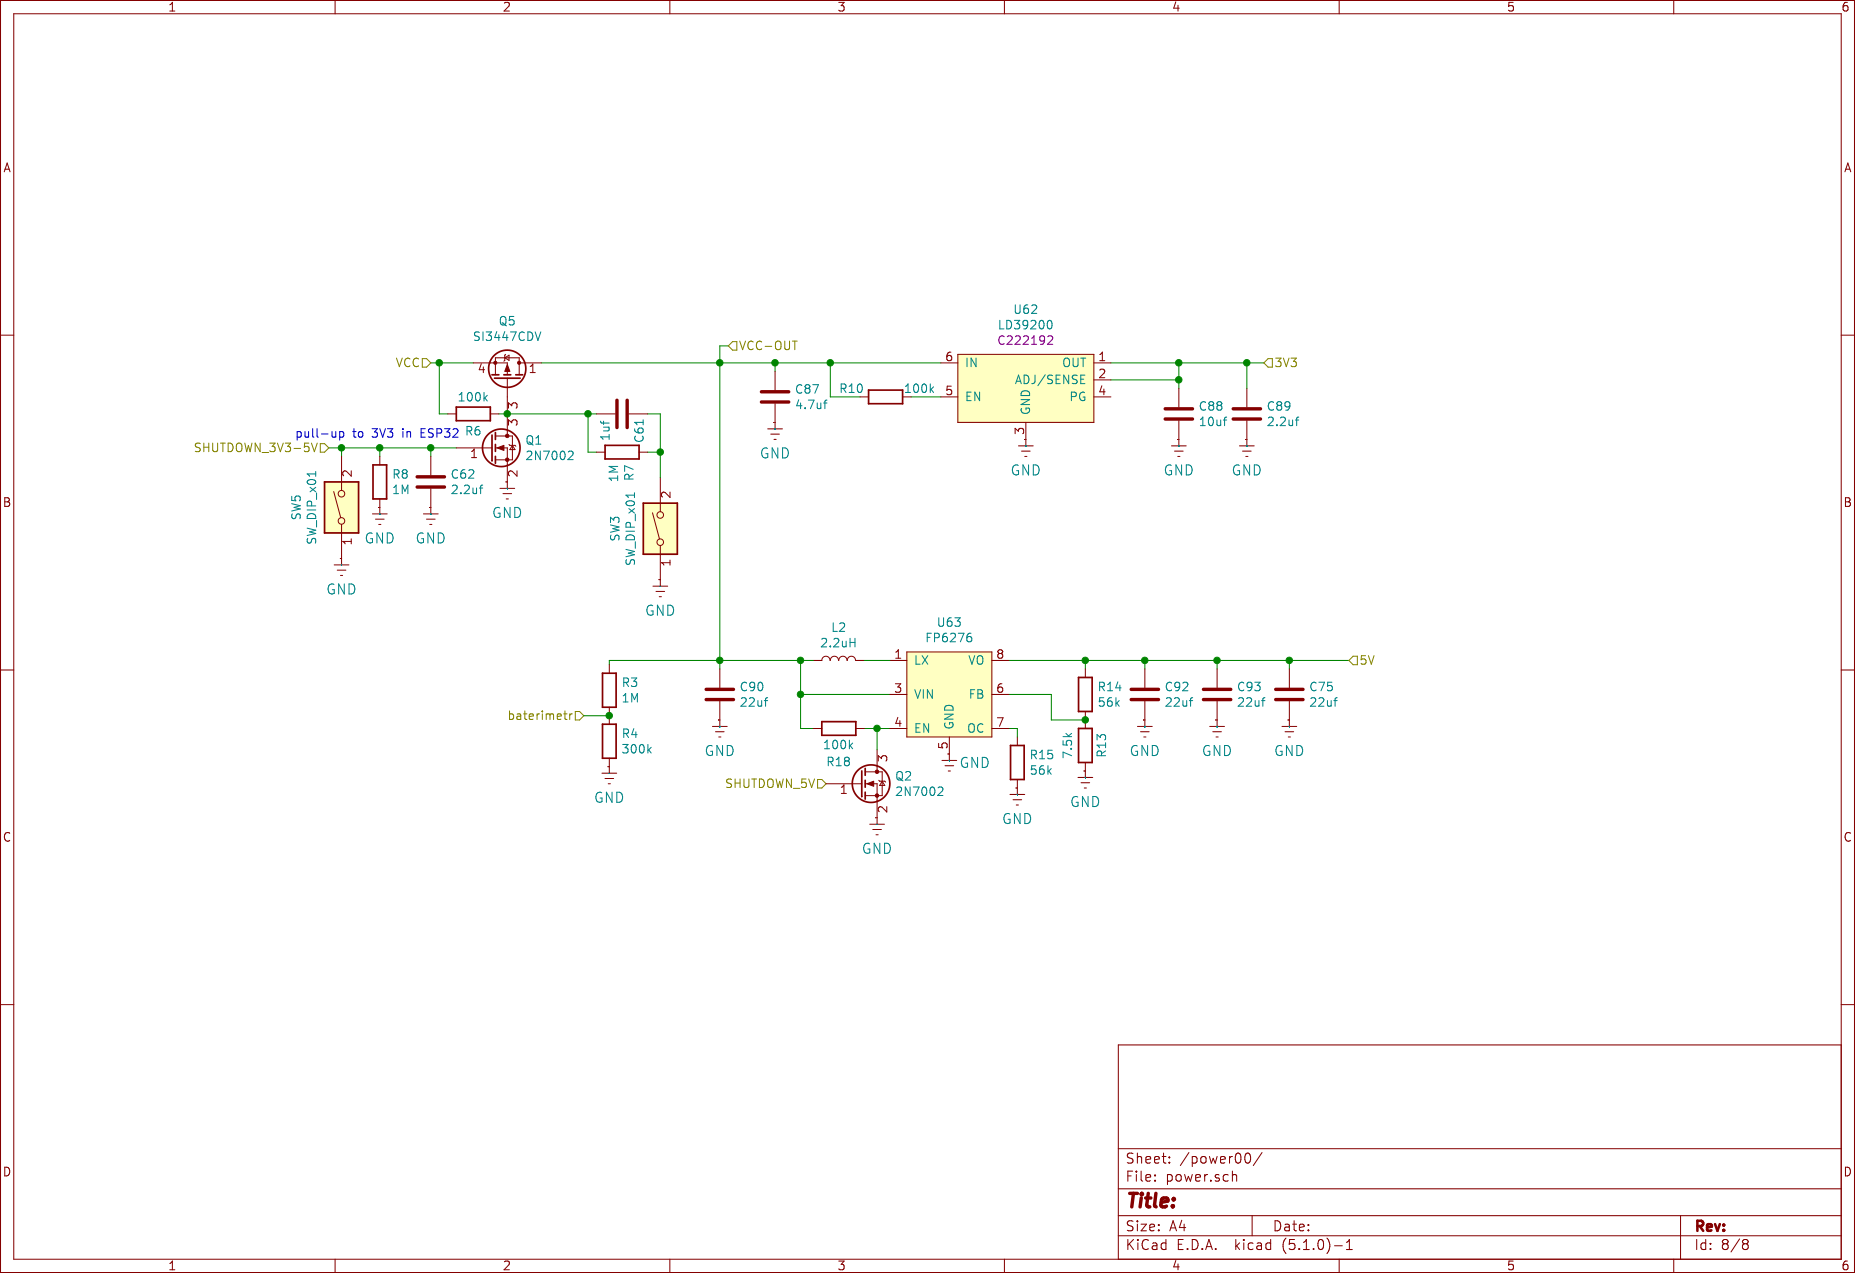 1 2 3 4 5 6
A A
U62
LD39200
C222192
Q5
SI3447CDV
VCC
4 1
3
VCC-OUT
6 IN OUT 1
ADJ/SENSE 2
5 EN PG 4
GND
3
GND
3V3
R10 100k
C87
4.7uf
GND
C88
10uf
GND
C89
2.2uf
GND
100k
R6
pull-up to 3V3 in ESP32
SHUTDOWN_3V3-5V
3
1
2
Q1
2N7002
GND
1uf
C61
1M
R7
B B
SW5
SW_DIP_x01
2
1
GND
R8
1M
GND
C62
2.2uf
GND
SW3
SW_DIP_x01
2
1
GND
L2
2.2uH
U63
FP6276
1 LX VO 8
3 VIN FB 6
4 EN OC 7
GND
5
GND
5V
R3
1M
baterimetr
R4
300k
GND
C90
22uf
GND
100k
R18
SHUTDOWN_5V
3
1
2
Q2
2N7002
GND
R14
56k
7.5k
R13
GND
R15
56k
GND
C92
22uf
GND
C93
22uf
GND
C75
22uf
GND
C C
D D
Sheet: /power00/
File: power.sch
Title:
Size: A4 Date: Rev:
KiCad E.D.A. kicad (5.1.0)-1 Id: 8/8
1 2 3 4 5 6